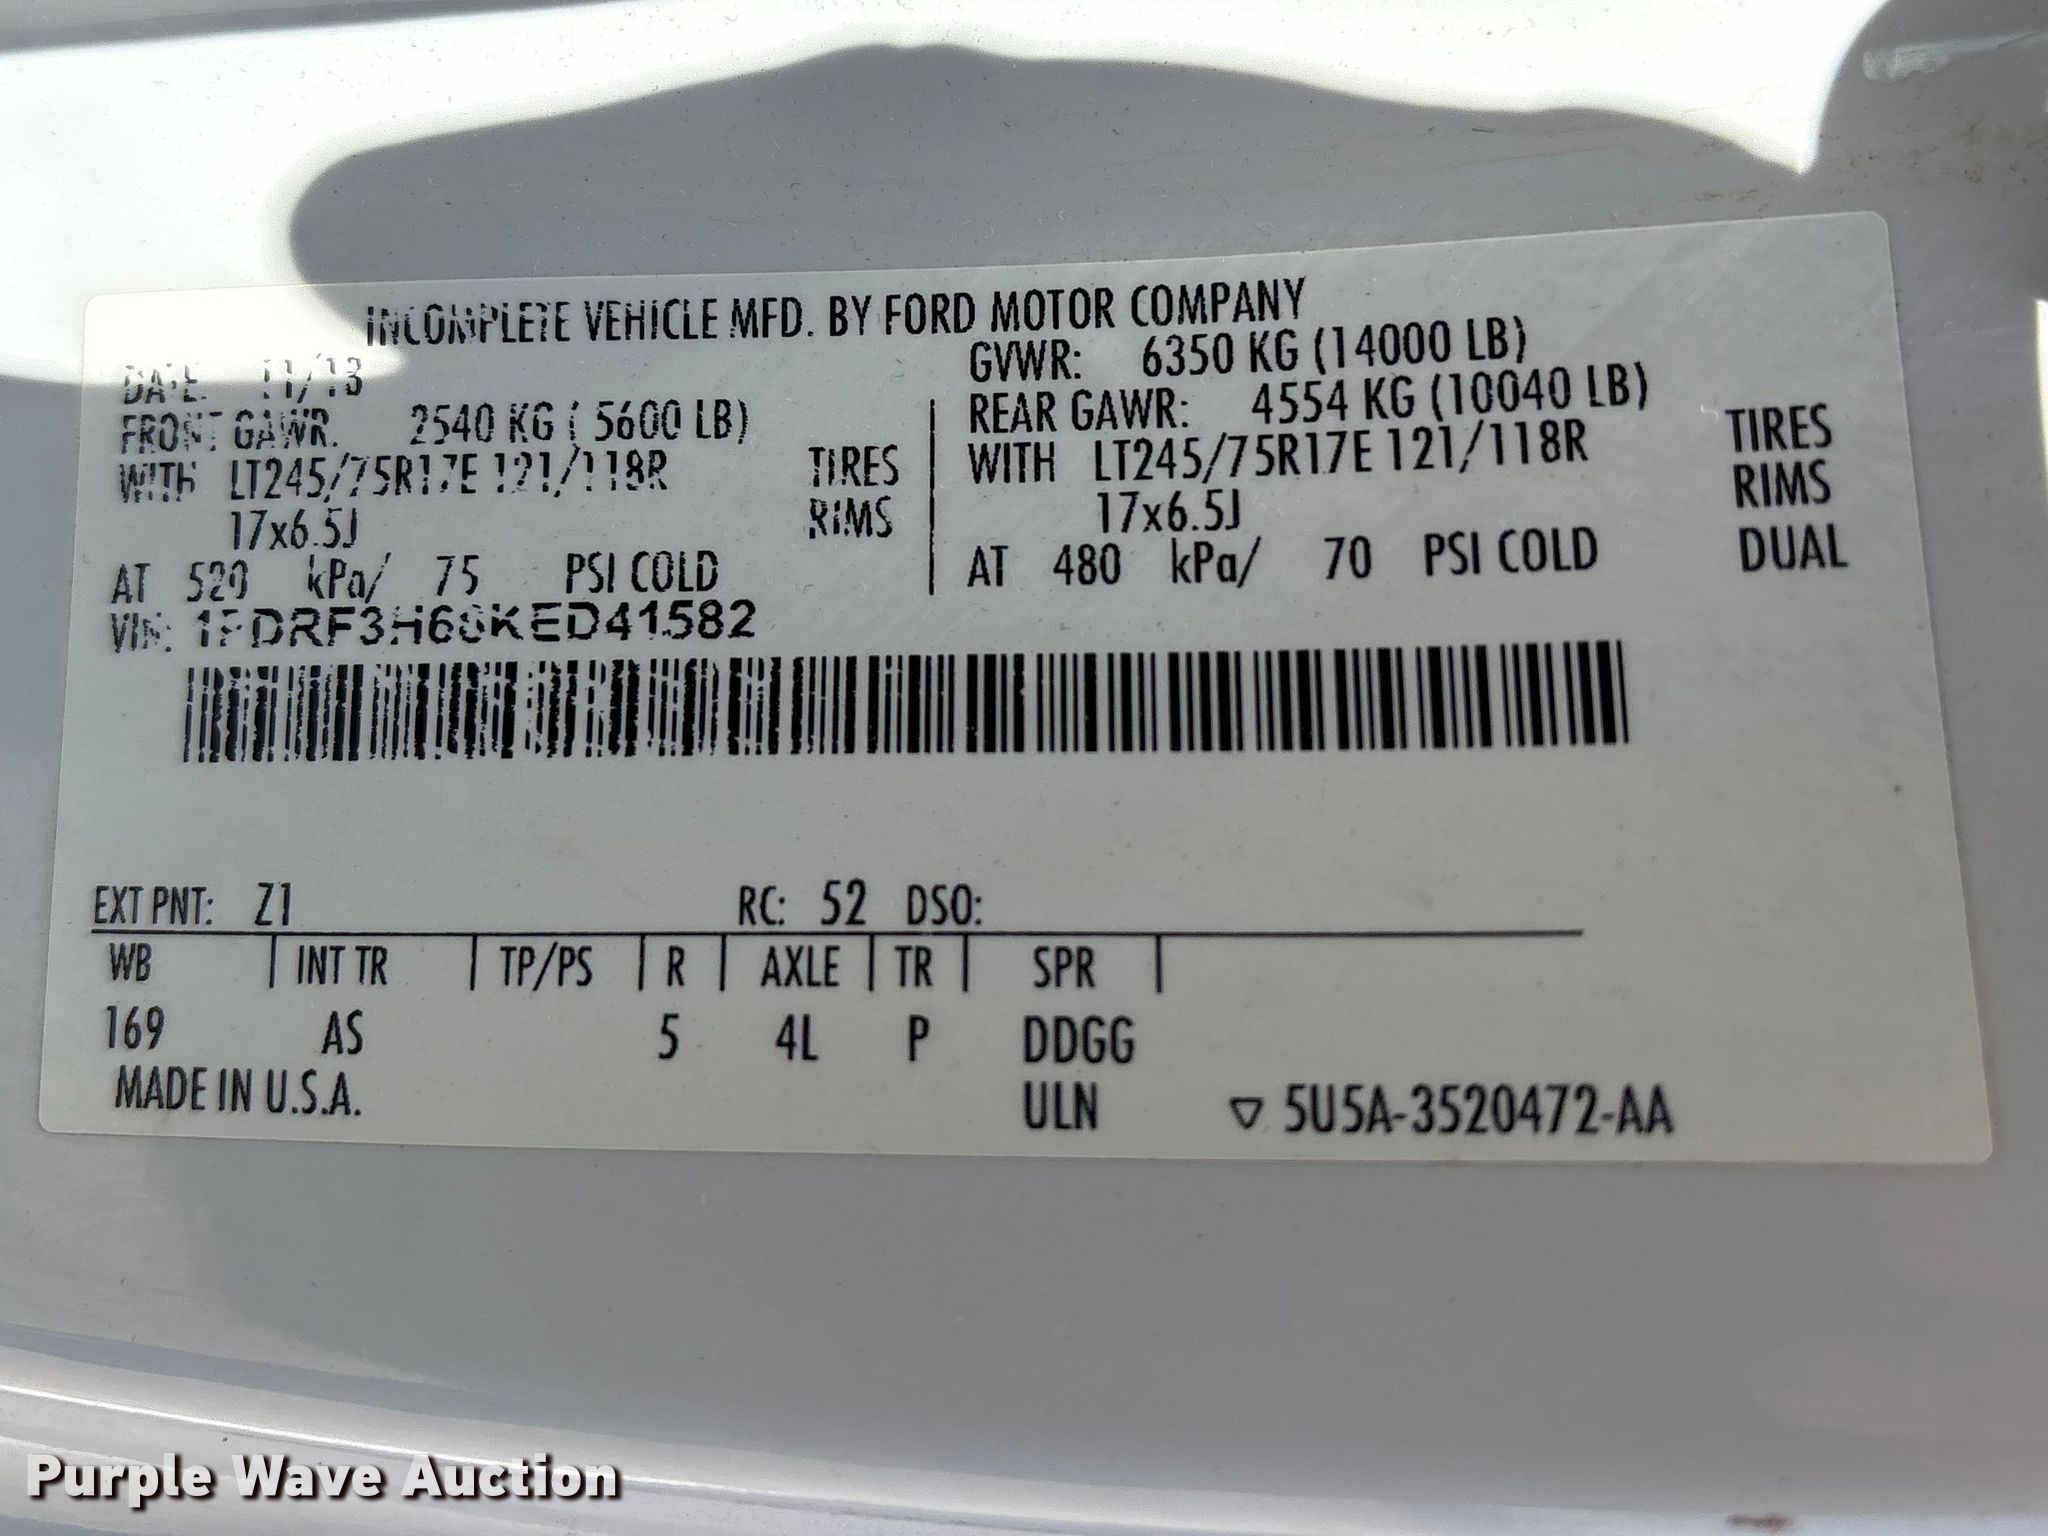 INCOMPLETE VEHICLE MFD. BY FORD MOTOR COMPANY
DATE: 11/18
GVWR: 6350 KG (14000 LB)
FRONT GAWR: 2540 KG ( 5600 LB)
REAR GAWR: 4554 KG (10040 LB)
WITH LT245/75R17E 121/118R TIRES
WITH LT245/75R17E 121/118R TIRES
17x6.5J RIMS
17x6.5J RIMS
AT 520 kPa/ 75 PSI COLD
AT 480 kPa/ 70 PSI COLD DUAL
VIN: 1FDRF3H66KED41582
EXT PNT: Z1 RC: 52 DSO:
WB | INT TR | TP/PS | R | AXLE | TR | SPR |
169 AS 5 4L P DDGG
MADE IN U.S.A. ULN ▽ 5U5A-3520472-AA
Purple Wave Auction